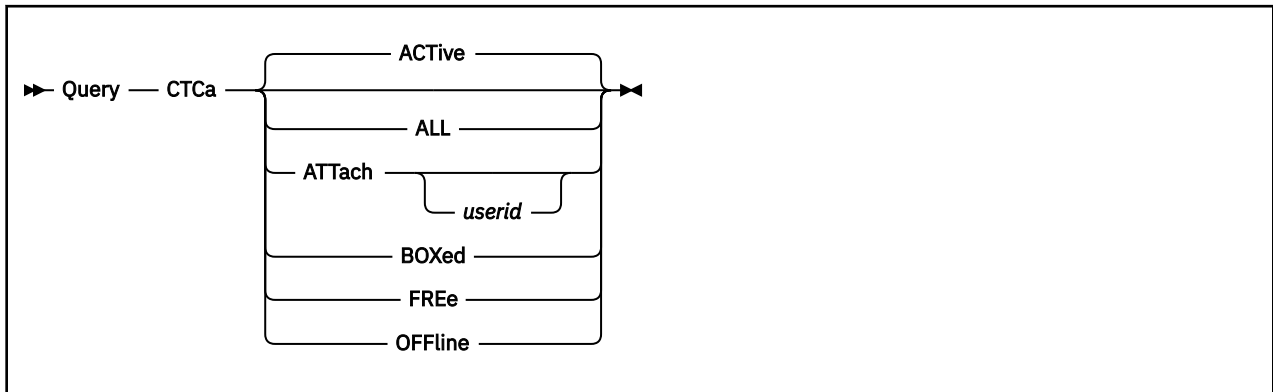 ACTive
Query CTCa
ALL
ATTach
userid
BOXed
FREe
OFFline